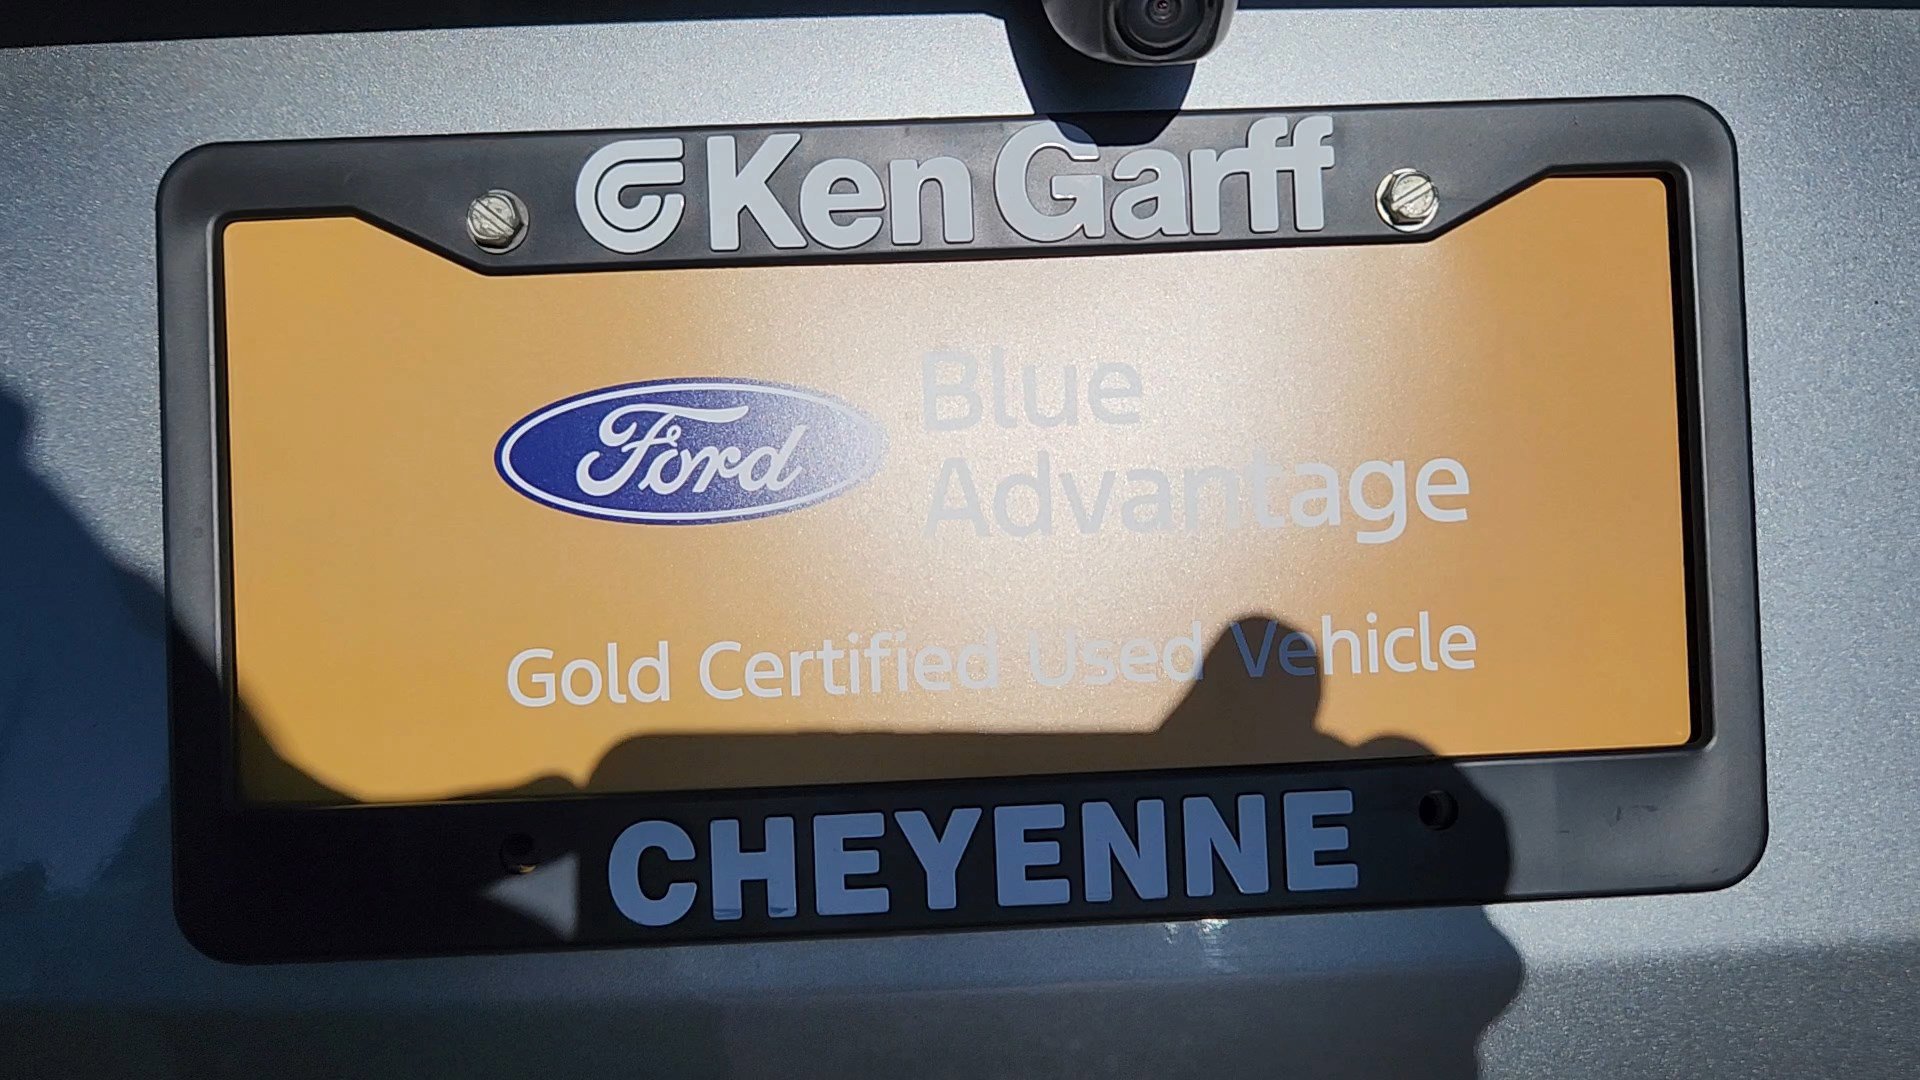 Ken Garff
Ford
Blue
Advantage
Gold Certified Used Vehicle
CHEYENNE